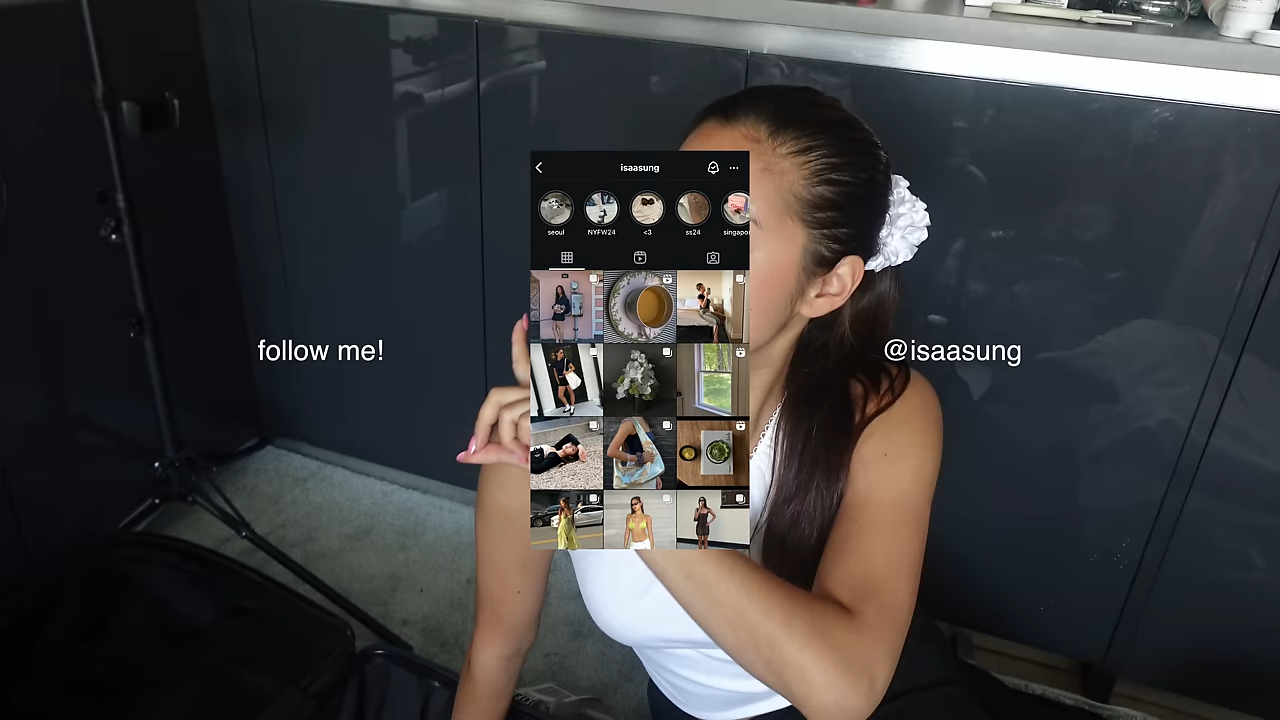 isaasung
seoul
NYFW24
<3
ss24
singapo
follow me!
@isaasung